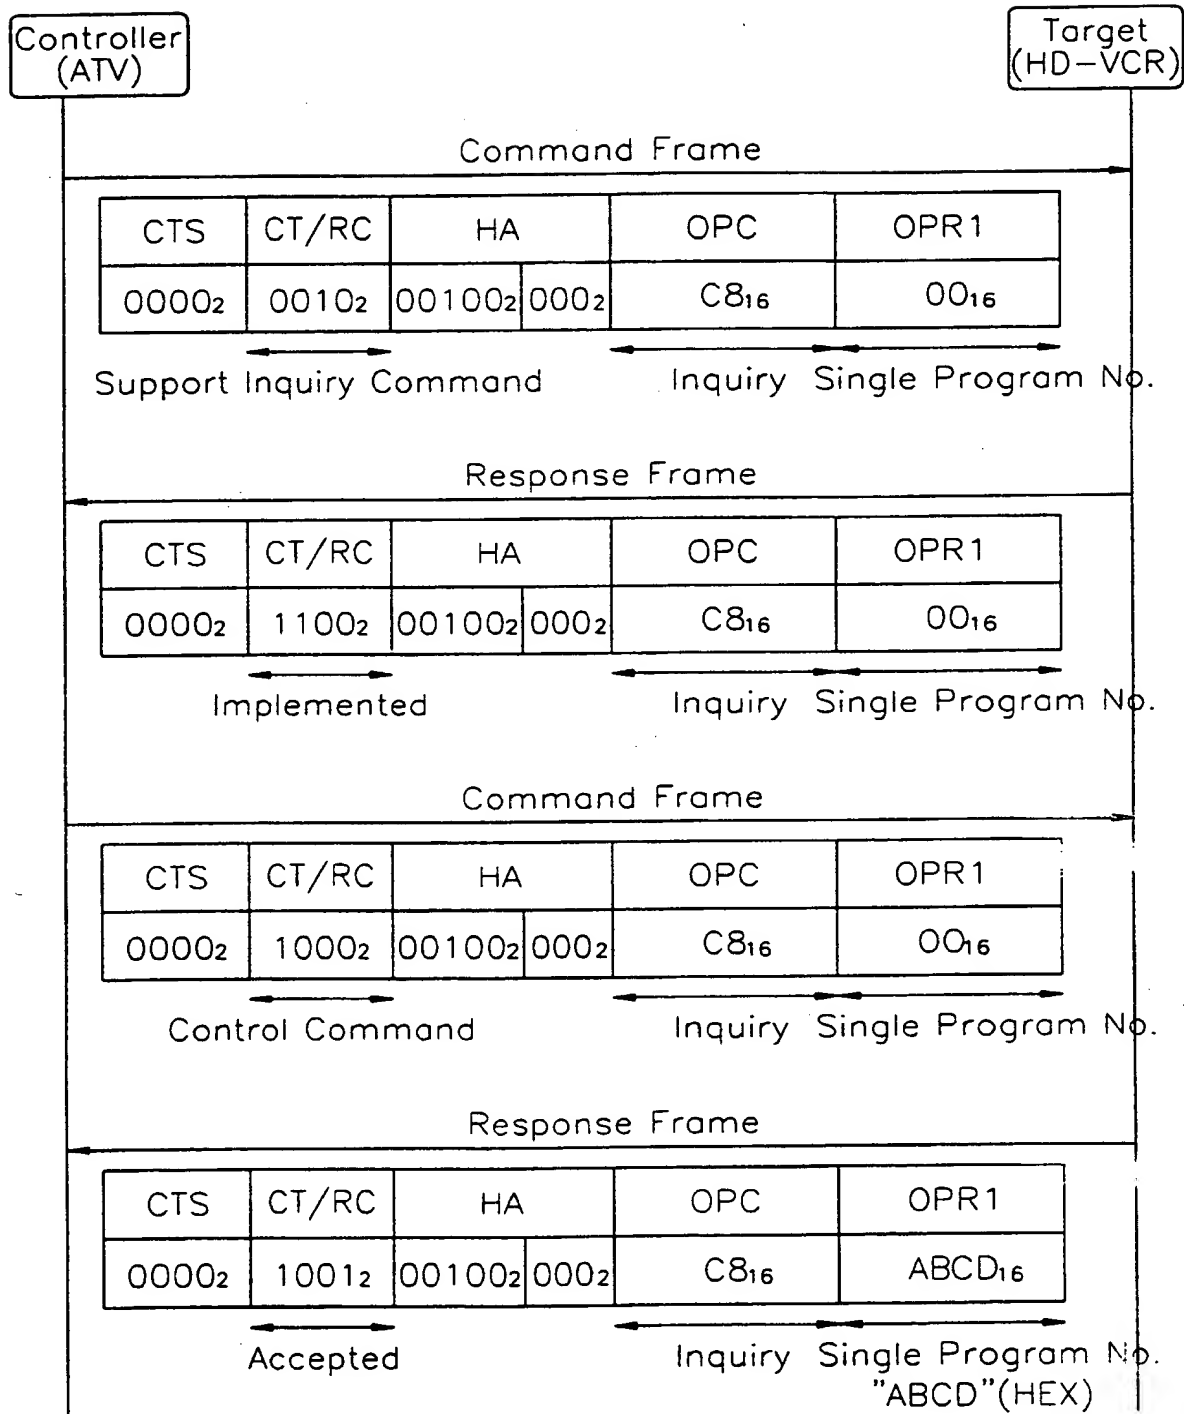 Controller
(ATV)
Target
(HD-VCR)
Command Frame
CTS CT/RC HA OPC OPR1
0000₂ 0010₂ 00100₂ 000₂ C8₁₆ 00₁₆
Support Inquiry Command Inquiry Single Program No.
Response Frame
CTS CT/RC HA OPC OPR1
0000₂ 1100₂ 00100₂ 000₂ C8₁₆ 00₁₆
Implemented Inquiry Single Program No.
Command Frame
CTS CT/RC HA OPC OPR1
0000₂ 1000₂ 00100₂ 000₂ C8₁₆ 00₁₆
Control Command Inquiry Single Program No.
Response Frame
CTS CT/RC HA OPC OPR1
0000₂ 1001₂ 00100₂ 000₂ C8₁₆ ABCD₁₆
Accepted Inquiry Single Program No.
"ABCD"(HEX)